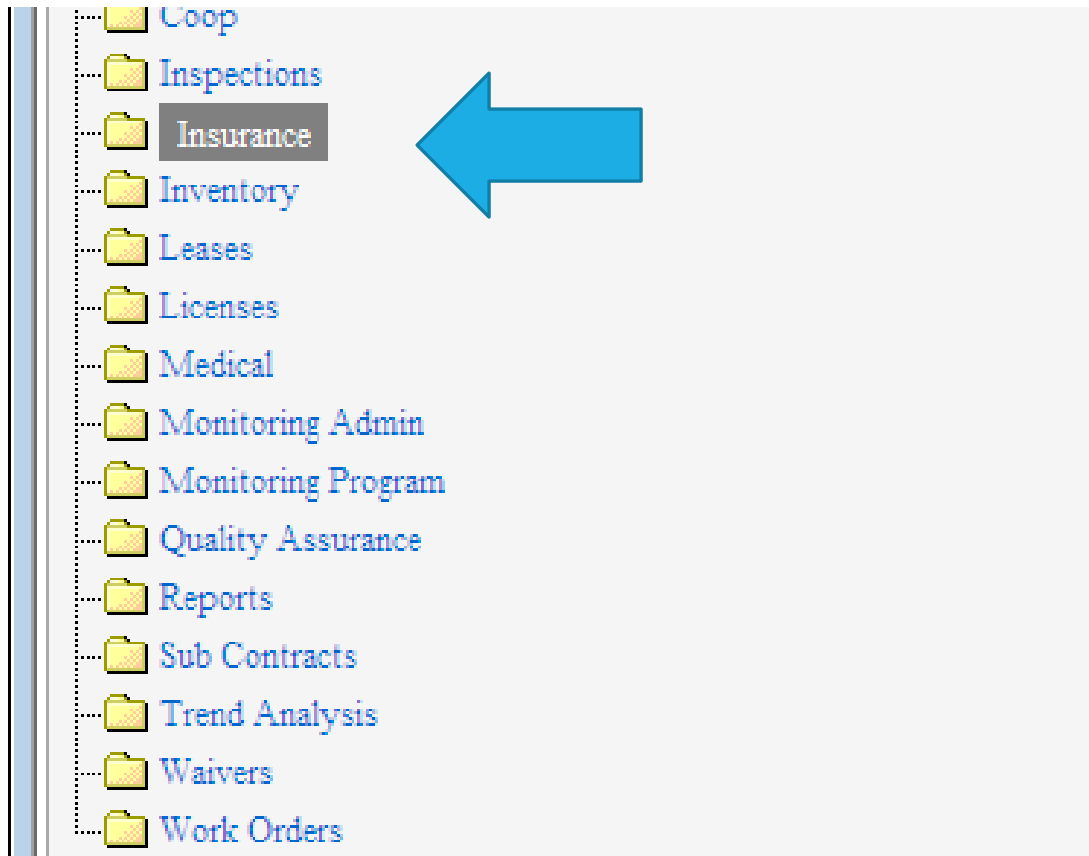 Coop
Inspections
Insurance
Inventory
Leases
Licenses
Medical
Monitoring Admin
Monitoring Program
Quality Assurance
Reports
Sub Contracts
Trend Analysis
Waivers
Work Orders